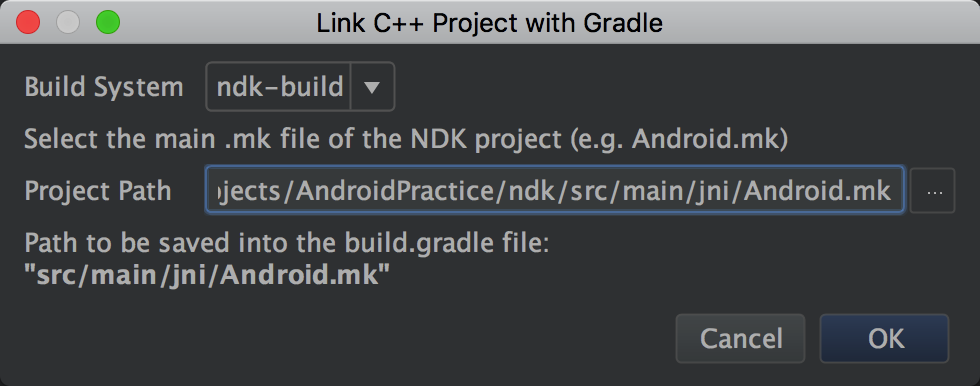 Link C++ Project with Gradle
Build System ndk-build
Select the main .mk file of the NDK project (e.g. Android.mk)
Project Path jects/AndroidPractice/ndk/src/main/jni/Android.mk ...
Path to be saved into the build.gradle file:
"src/main/jni/Android.mk"
Cancel OK